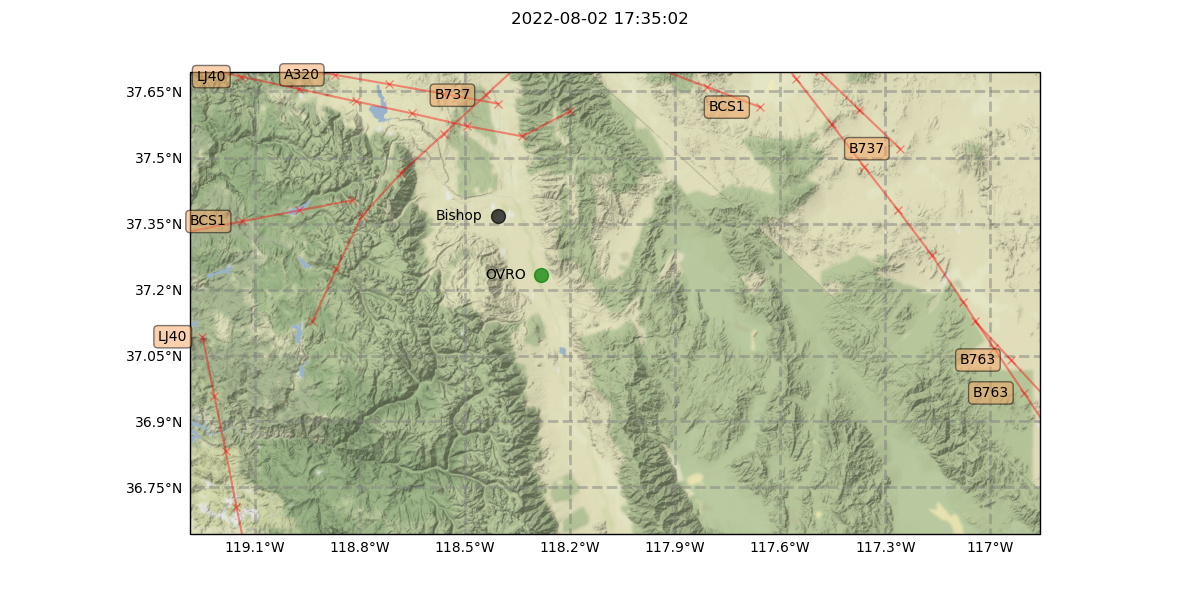 2022-08-02 17:35:02
LJ40
A320
B737
BCS1
B737
BCS1
Bishop
OVRO
LJ40
B763
B763
37.65°N
37.5°N
37.35°N
37.2°N
37.05°N
36.9°N
36.75°N
119.1°W
118.8°W
118.5°W
118.2°W
117.9°W
117.6°W
117.3°W
117°W